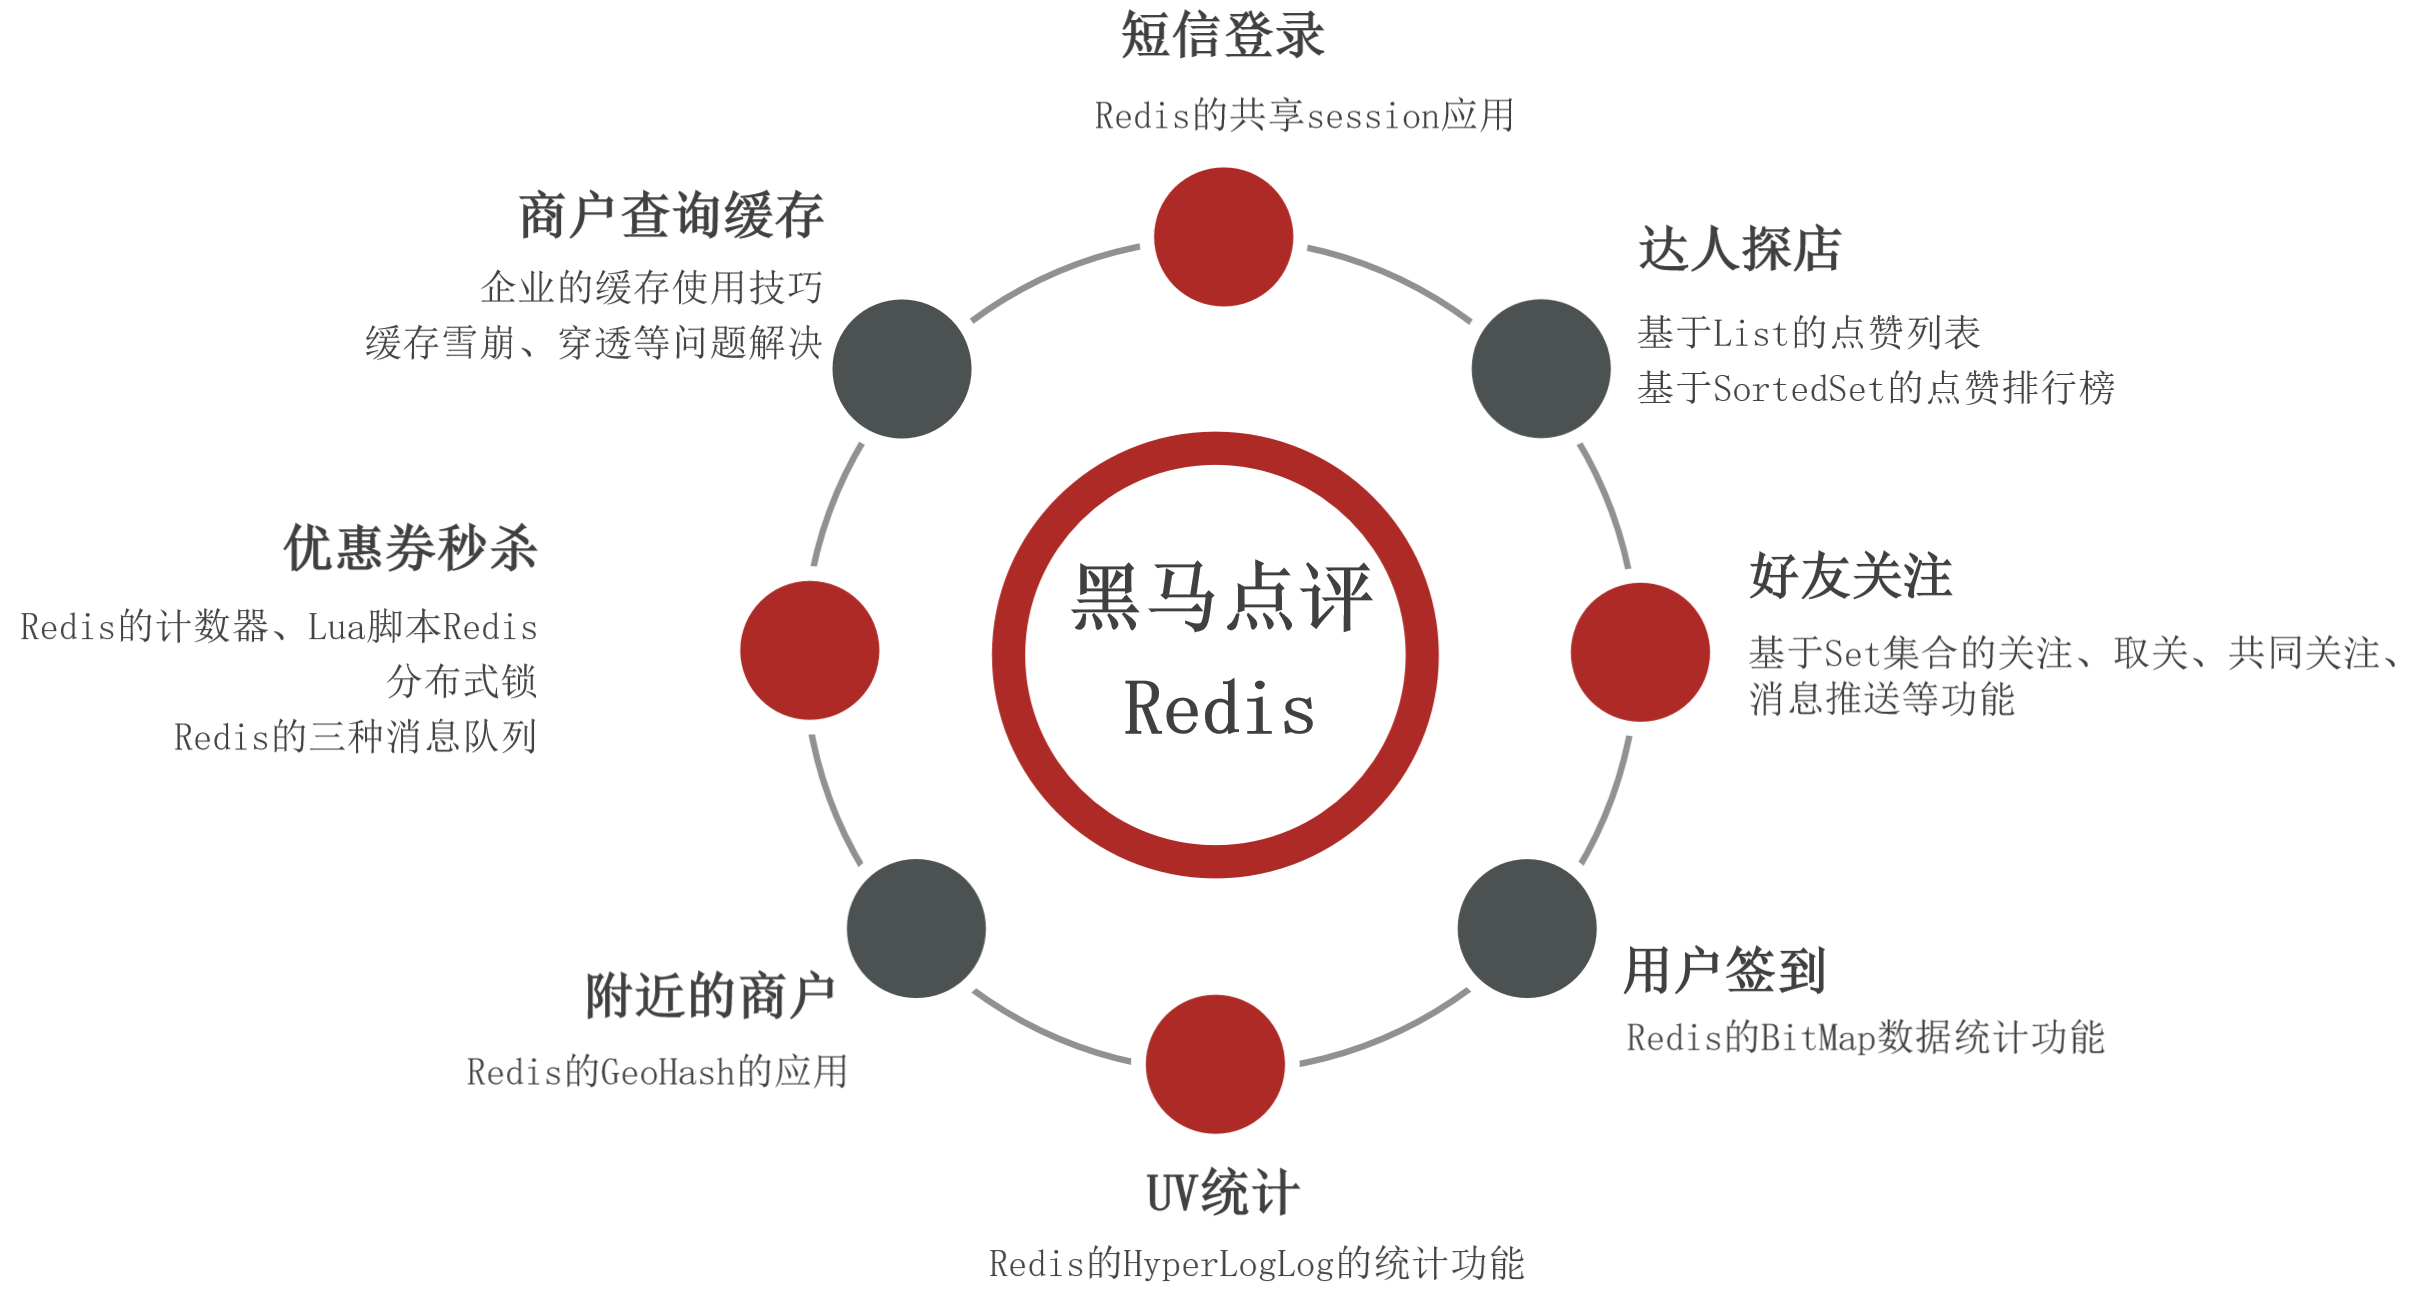 短信登录
Redis的共享session应用
商户查询缓存
企业的缓存使用技巧
缓存雪崩、穿透等问题解决
达人探店
基于List的点赞列表
基于SortedSet的点赞排行榜
优惠券秒杀
Redis的计数器、Lua脚本Redis
分布式锁
Redis的三种消息队列
黑马点评
Redis
好友关注
基于Set集合的关注、取关、共同关注、
消息推送等功能
附近的商户
Redis的GeoHash的应用
用户签到
Redis的BitMap数据统计功能
UV统计
Redis的HyperLogLog的统计功能